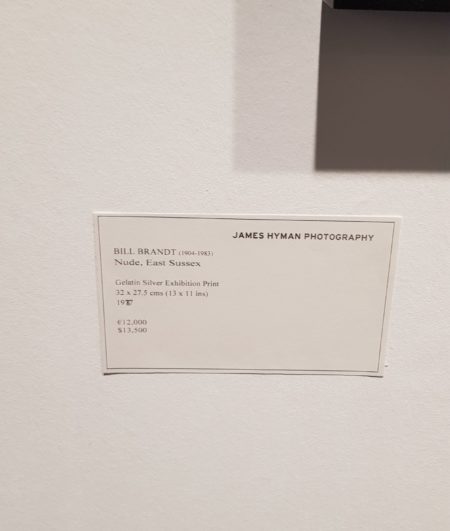 JAMES HYMAN PHOTOGRAPHY
BILL BRANDT (1904-1983)
Nude, East Sussex
Gelatin Silver Exhibition Print
32 x 27.5 cms (13 x 11 ins)
€12,000
$13,500